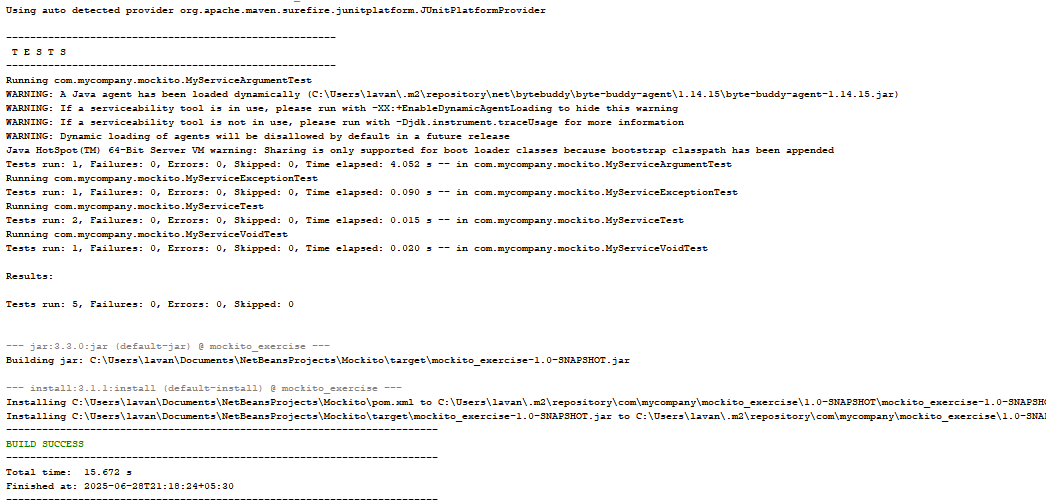 Using auto detected provider org.apache.maven.surefire.junitplatform.JUnitPlatformProvider
-------------------------------------------------------
 T E S T S
-------------------------------------------------------
Running com.mycompany.mockito.MyServiceArgumentTest
WARNING: A Java agent has been loaded dynamically (C:\Users\lavan\.m2\repository\net\bytebuddy\byte-buddy-agent\1.14.15\byte-buddy-agent-1.14.15.jar)
WARNING: If a serviceability tool is in use, please run with -XX:+EnableDynamicAgentLoading to hide this warning
WARNING: If a serviceability tool is not in use, please run with -Djdk.instrument.traceUsage for more information
WARNING: Dynamic loading of agents will be disallowed by default in a future release
Java HotSpot(TM) 64-Bit Server VM warning: Sharing is only supported for boot loader classes because bootstrap classpath has been appended
Tests run: 1, Failures: 0, Errors: 0, Skipped: 0, Time elapsed: 4.052 s -- in com.mycompany.mockito.MyServiceArgumentTest
Running com.mycompany.mockito.MyServiceExceptionTest
Tests run: 1, Failures: 0, Errors: 0, Skipped: 0, Time elapsed: 0.090 s -- in com.mycompany.mockito.MyServiceExceptionTest
Running com.mycompany.mockito.MyServiceTest
Tests run: 2, Failures: 0, Errors: 0, Skipped: 0, Time elapsed: 0.015 s -- in com.mycompany.mockito.MyServiceTest
Running com.mycompany.mockito.MyServiceVoidTest
Tests run: 1, Failures: 0, Errors: 0, Skipped: 0, Time elapsed: 0.020 s -- in com.mycompany.mockito.MyServiceVoidTest
Results:
Tests run: 5, Failures: 0, Errors: 0, Skipped: 0
--- jar:3.3.0:jar (default-jar) @ mockito_exercise ---
Building jar: C:\Users\lavan\Documents\NetBeansProjects\Mockito\target\mockito_exercise-1.0-SNAPSHOT.jar
--- install:3.1.1:install (default-install) @ mockito_exercise ---
Installing C:\Users\lavan\Documents\NetBeansProjects\Mockito\pom.xml to C:\Users\lavan\.m2\repository\com\mycompany\mockito_exercise\1.0-SNAPSHOT\mockito_exercise-1.0-SNAPSH
Installing C:\Users\lavan\Documents\NetBeansProjects\Mockito\target\mockito_exercise-1.0-SNAPSHOT.jar to C:\Users\lavan\.m2\repository\com\mycompany\mockito_exercise\1.0-SNA
------------------------------------------------------------------------
BUILD SUCCESS
------------------------------------------------------------------------
Total time:  15.672 s
Finished at: 2025-06-28T21:18:24+05:30
------------------------------------------------------------------------